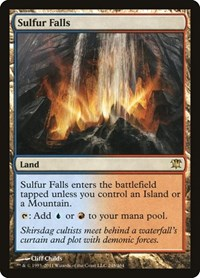 Sulfur Falls
Land
Sulfur Falls enters the battlefield
tapped unless you control an Island or
a Mountain.
: Add or to your mana pool.
Skirsdag cultists meet behind a waterfall's
curtain and plot with demonic forces.
Cliff Childs